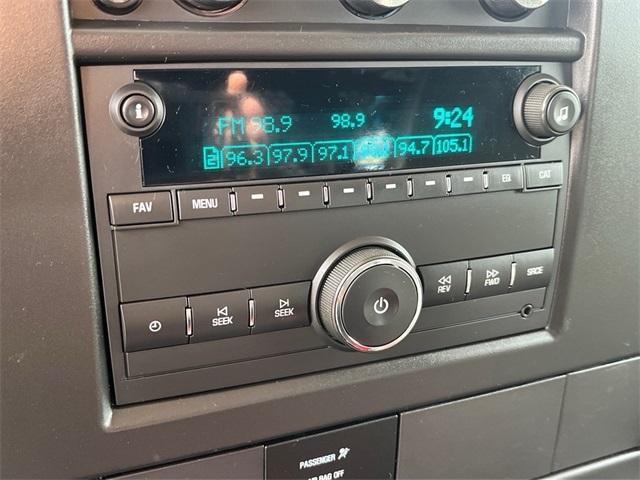 FM 98.9 98.9 9:24
2 96.3 97.9 97.1 94.7 105.1
FAV MENU EQ CAT
SEEK SEEK REV FWD SRCE
PASSENGER
AIR BAG OFF